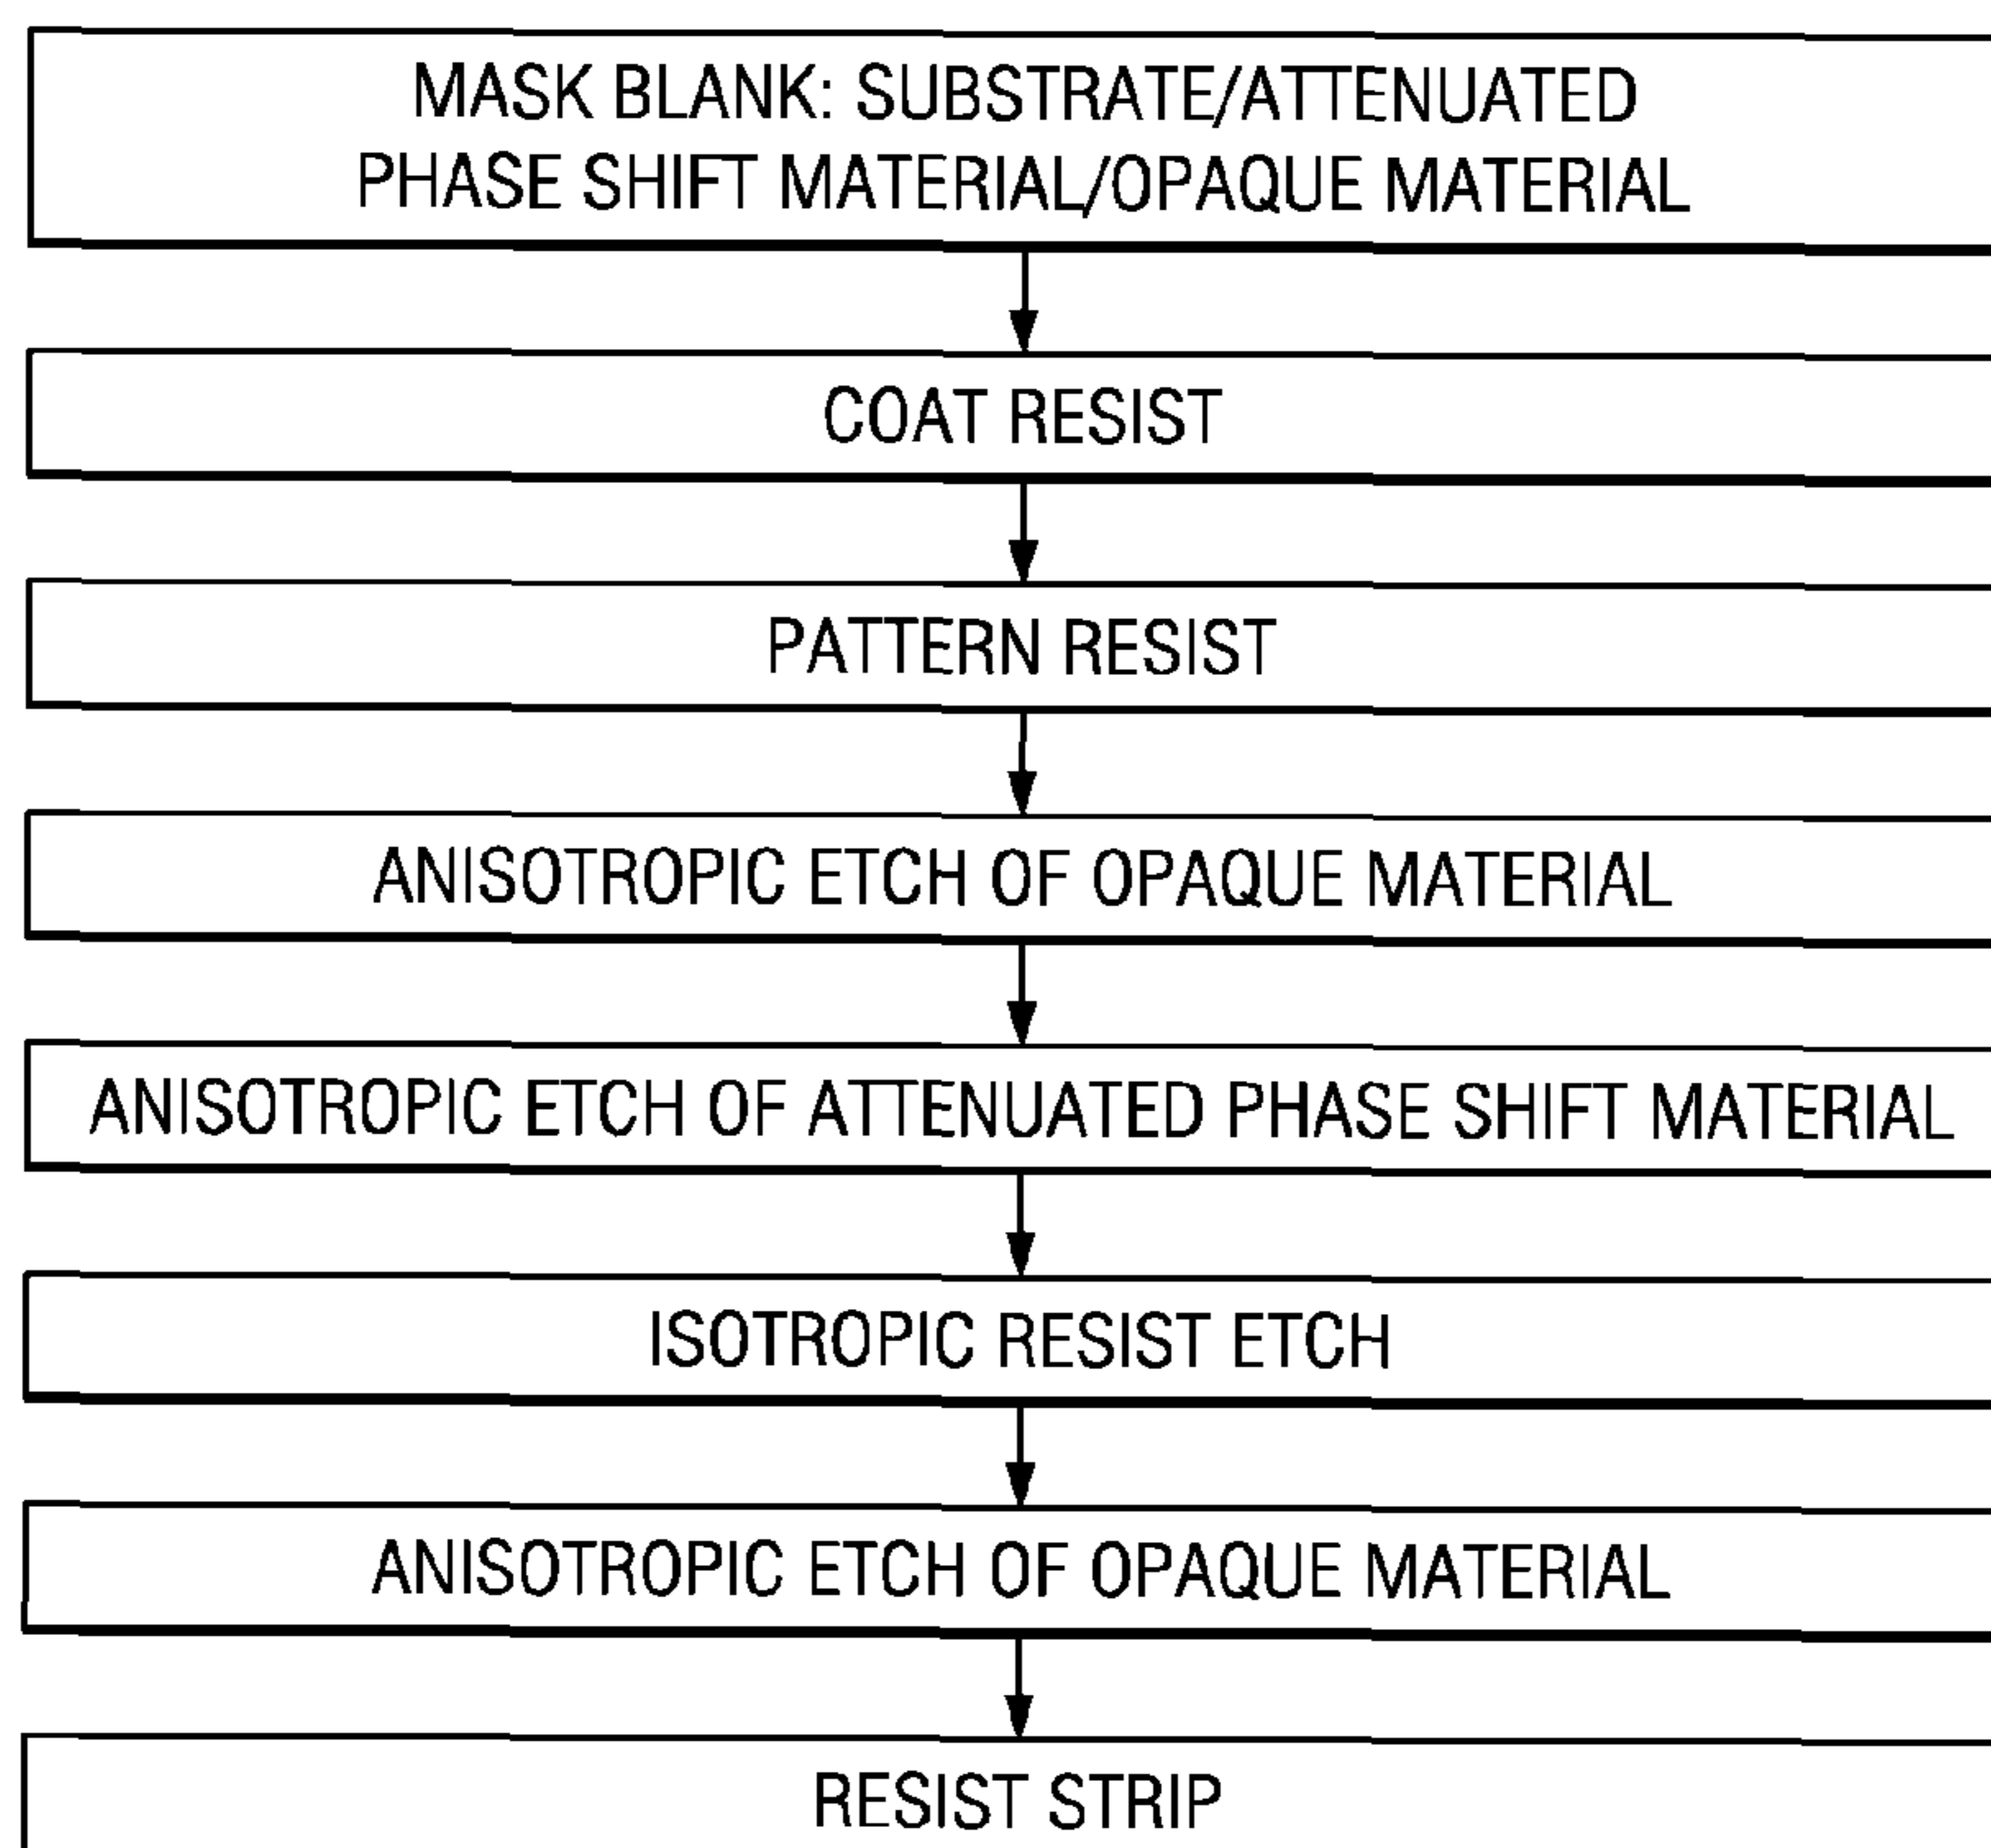 MASK BLANK: SUBSTRATE/ATTENUATED
PHASE SHIFT MATERIAL/OPAQUE MATERIAL
COAT RESIST
PATTERN RESIST
ANISOTROPIC ETCH OF OPAQUE MATERIAL
ANISOTROPIC ETCH OF ATTENUATED PHASE SHIFT MATERIAL
ISOTROPIC RESIST ETCH
ANISOTROPIC ETCH OF OPAQUE MATERIAL
RESIST STRIP